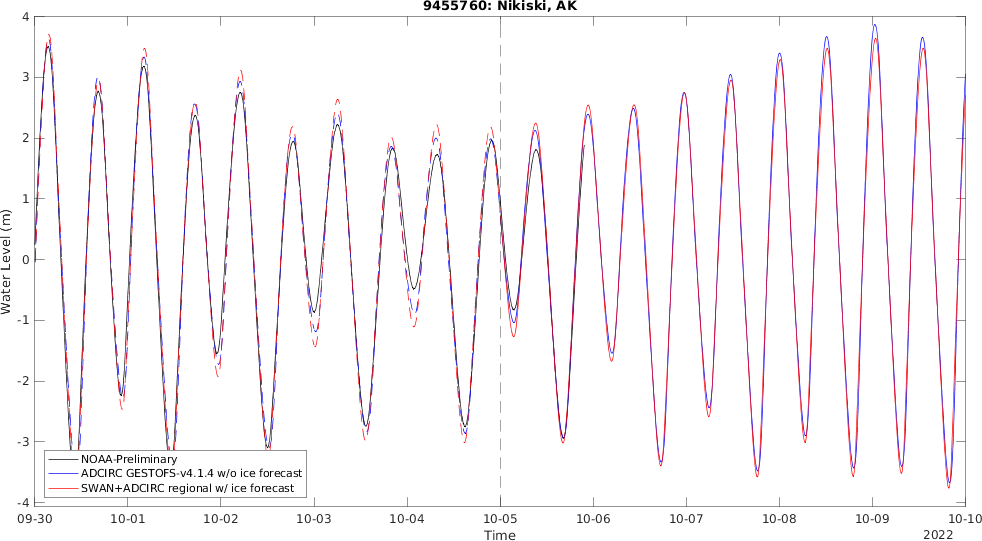 9455760: Nikiski, AK
Water Level (m)
4
3
2
1
0
-1
-2
-3
-4
NOAA-Preliminary
ADCIRC GESTOFS-v4.1.4 w/o ice forecast
SWAN+ADCIRC regional w/ ice forecast
09-30 10-01 10-02 10-03 10-04 10-05 10-06 10-07 10-08 10-09 10-10
Time
2022